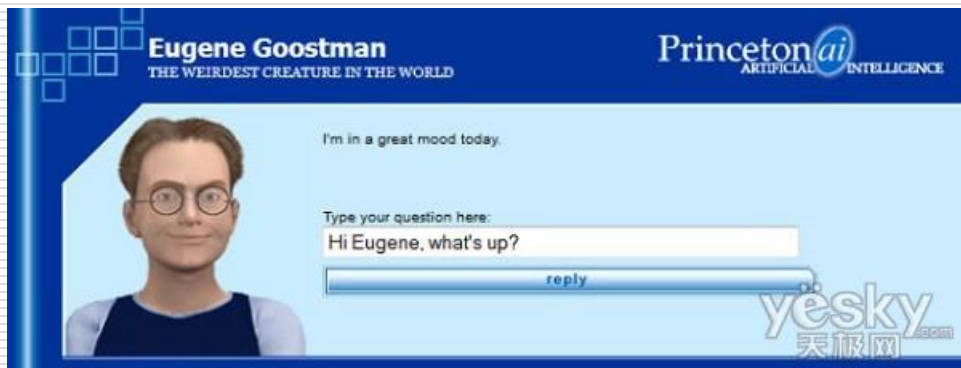 Eugene Goostman
THE WEIRDEST CREATURE IN THE WORLD
Princeton ai
ARTIFICIAL INTELLIGENCE
I'm in a great mood today.
Type your question here:
Hi Eugene, what's up?
reply
yesky
天极网.com